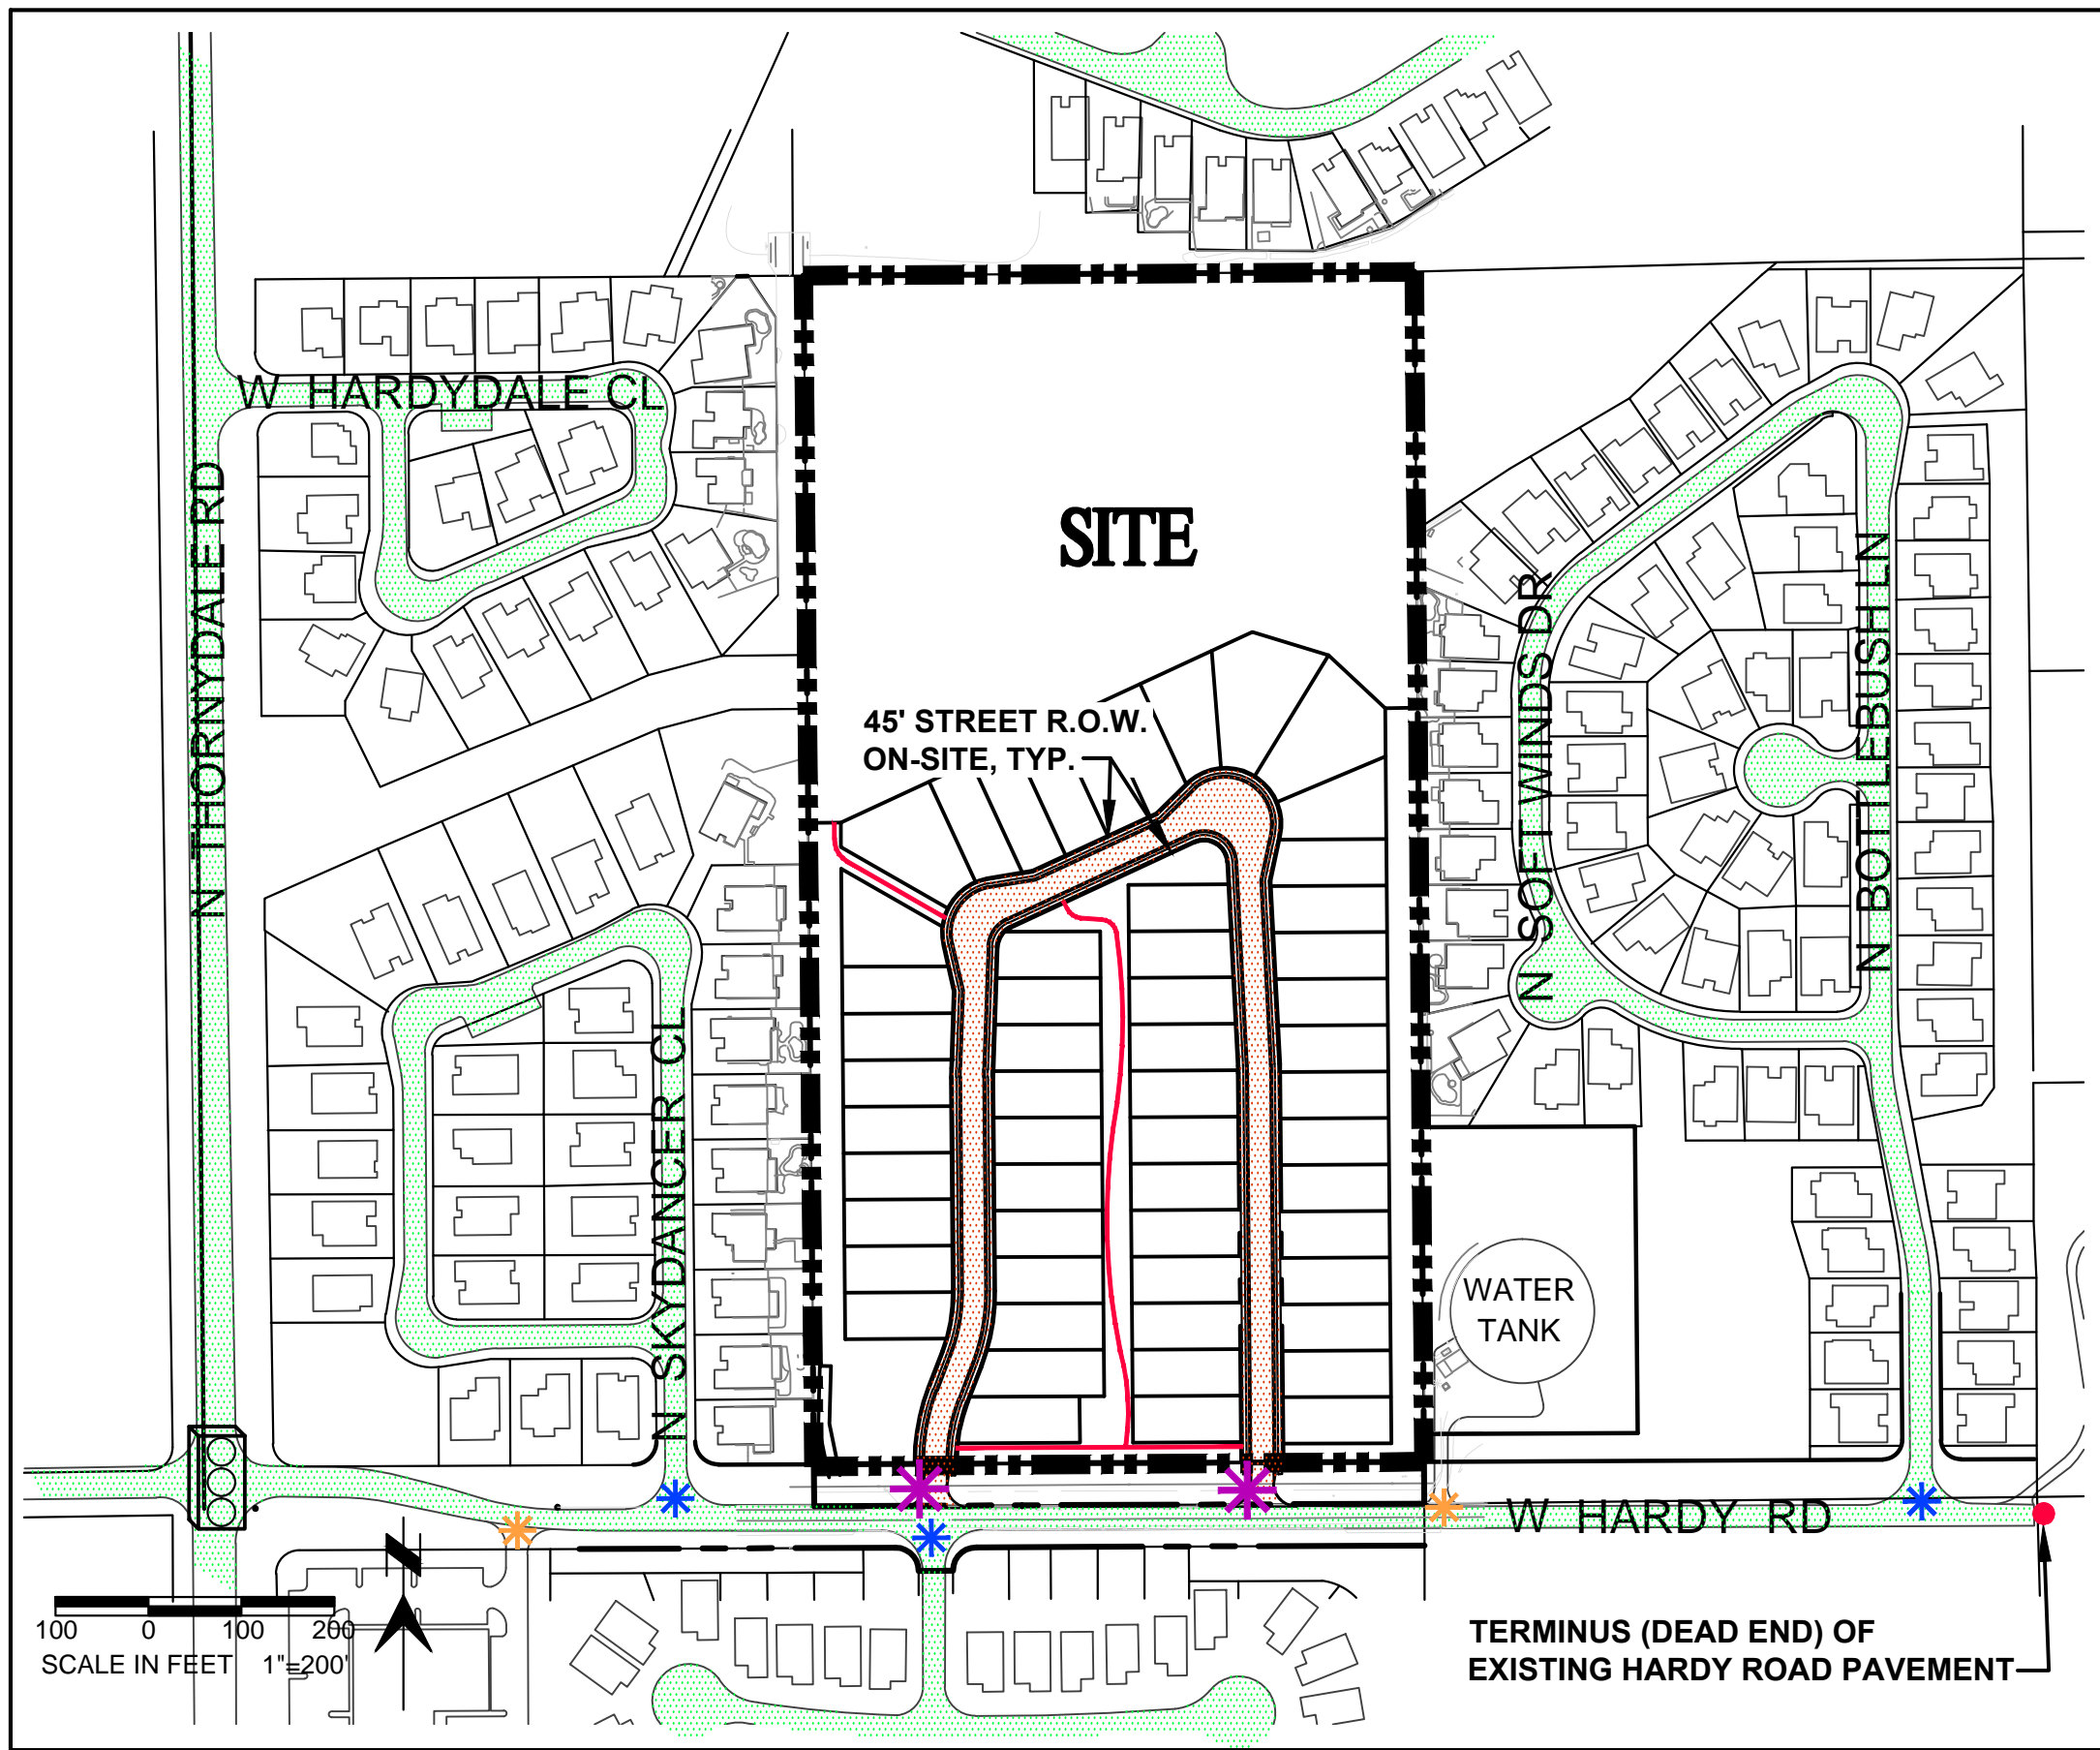 W HARDYDALE CL
N THORNYDALE RD
SITE
45' STREET R.O.W.
ON-SITE, TYP.
N SOFT WINDS DR
N BOTTLEBUSH LN
N SKYDANCER CL
WATER
TANK
W HARDY RD
N
100 0 100 200
SCALE IN FEET 1"=200'
TERMINUS (DEAD END) OF
EXISTING HARDY ROAD PAVEMENT